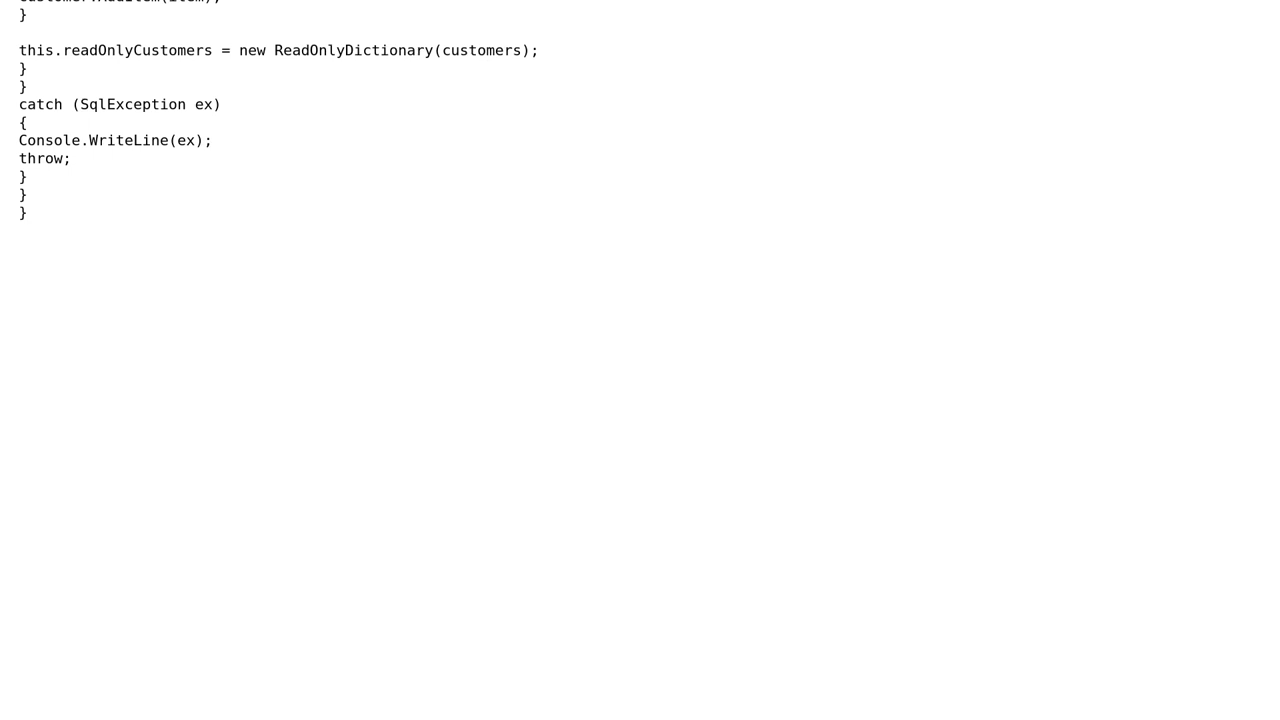 }

this.readOnlyCustomers = new ReadOnlyDictionary(customers);
}
}
catch (SqlException ex)
{
Console.WriteLine(ex);
throw;
}
}
}